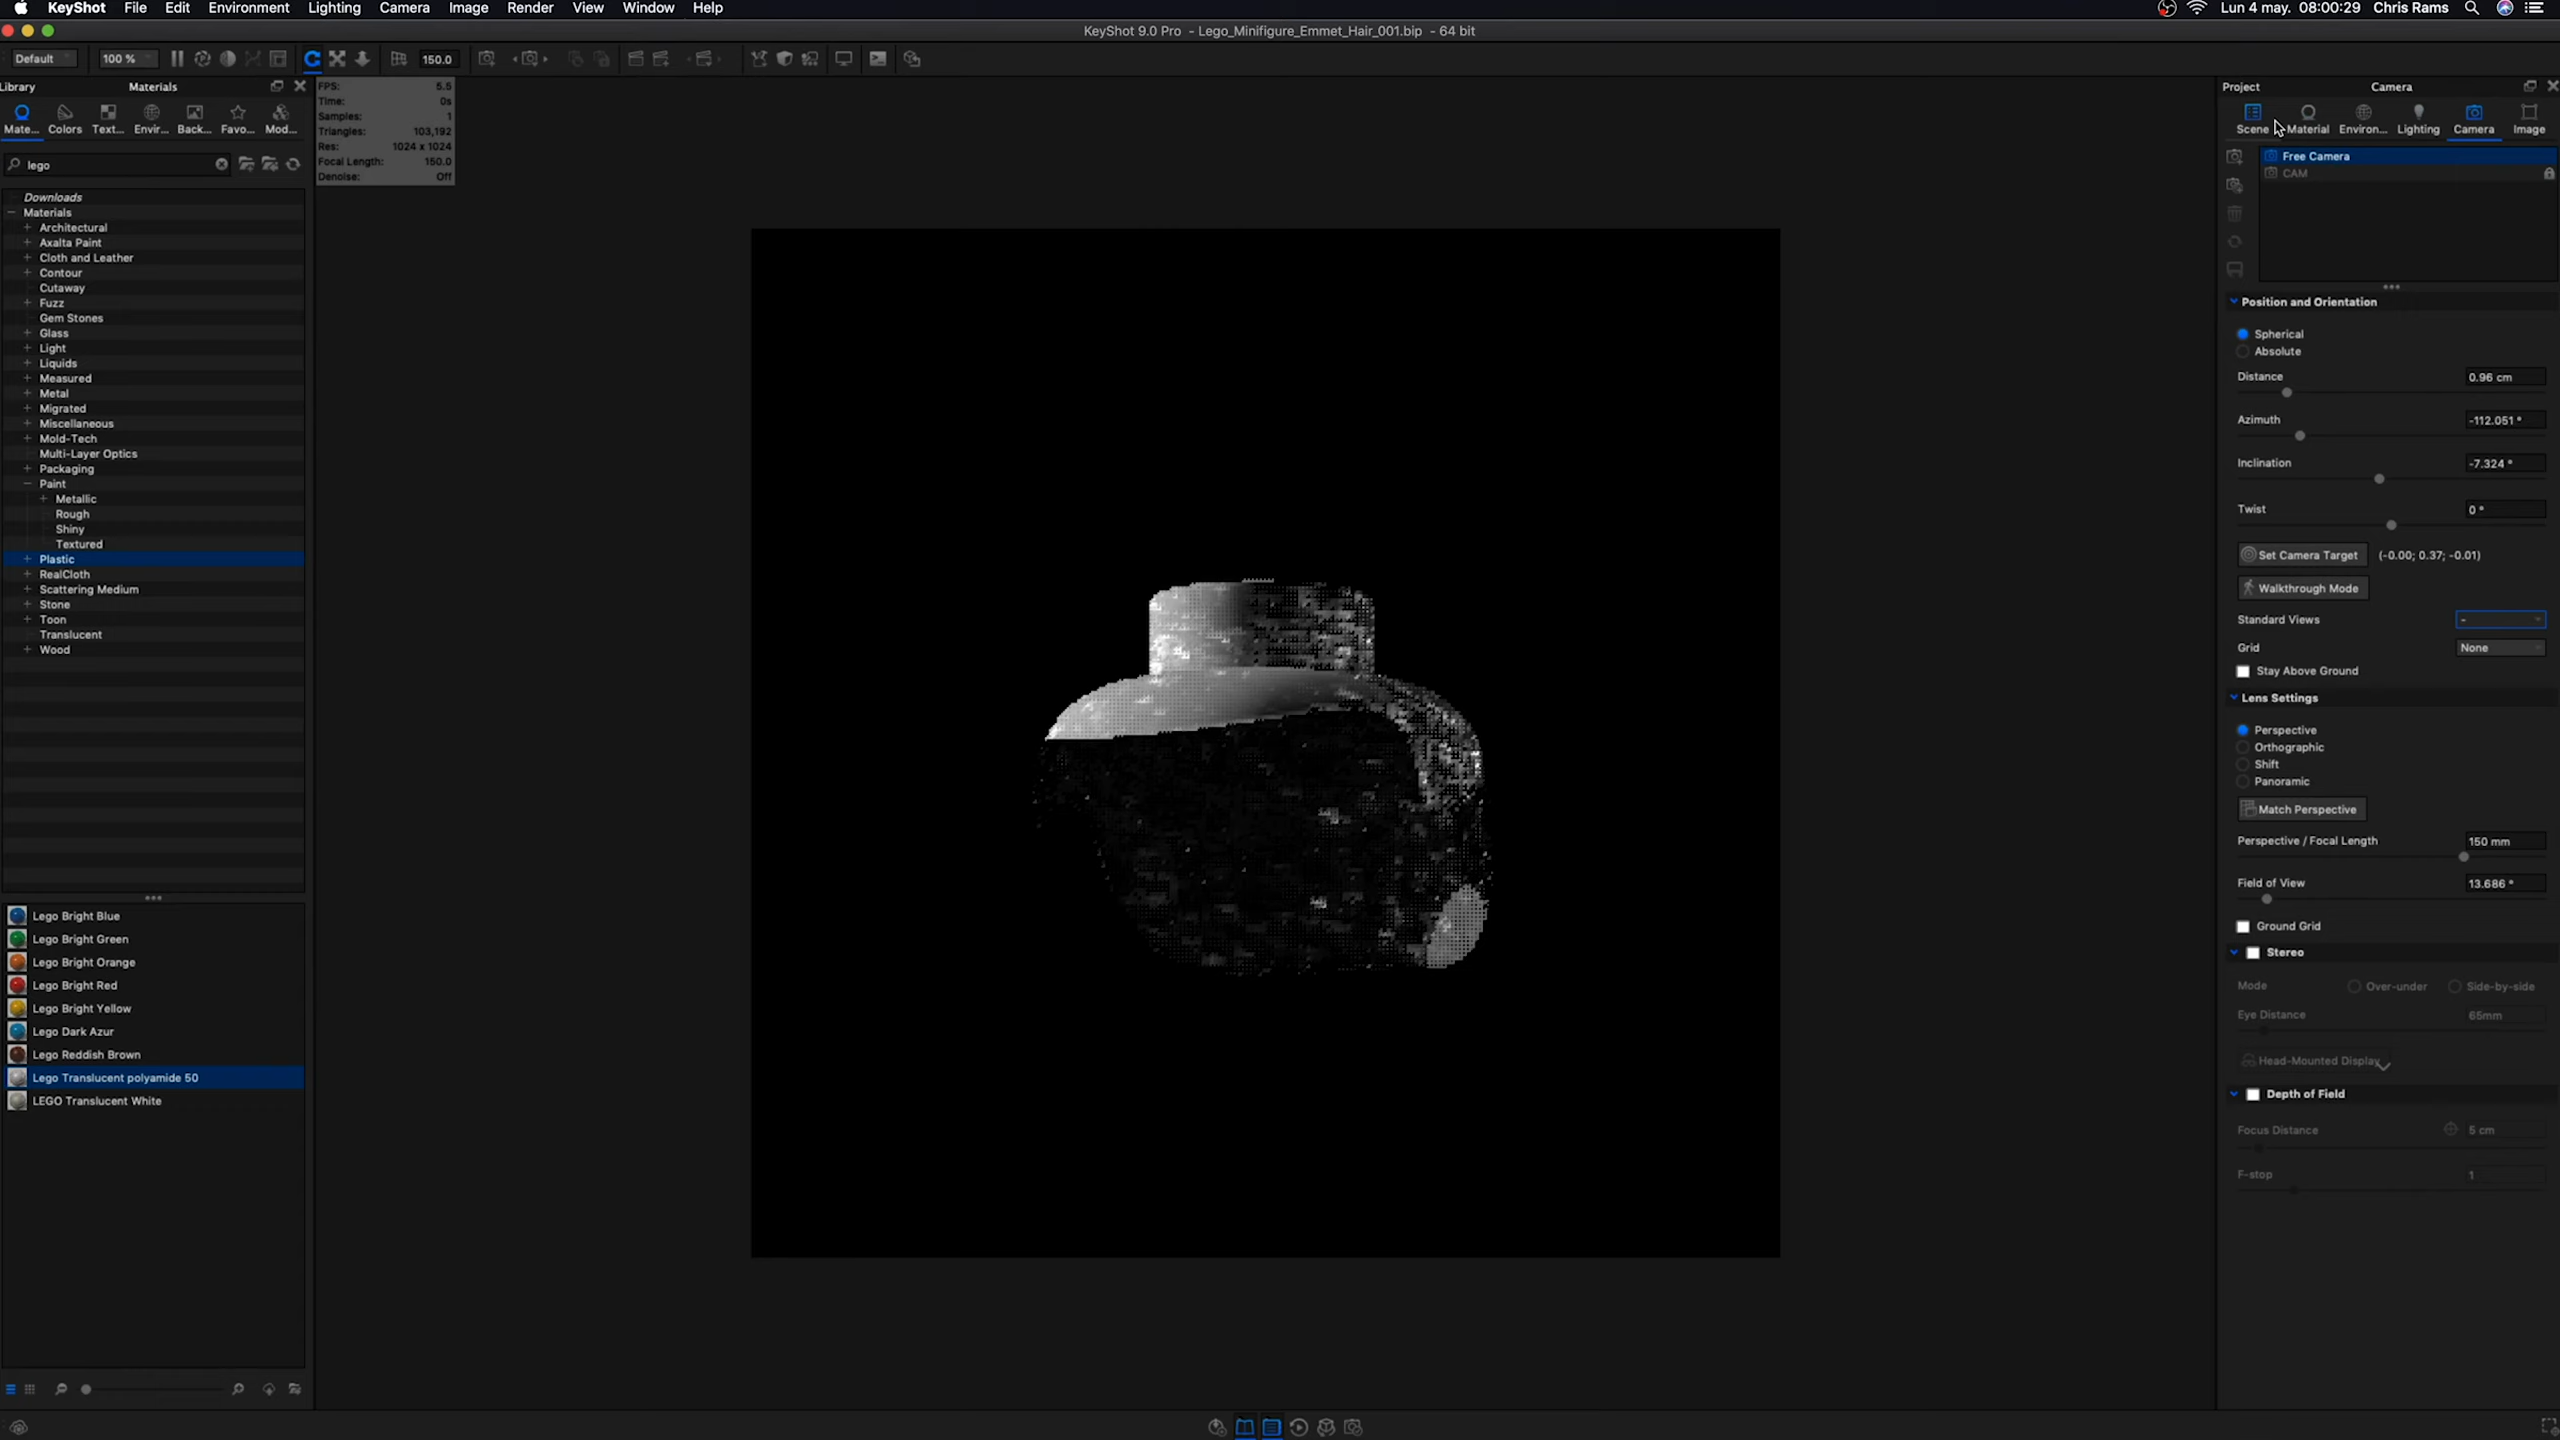 KeyShot File Edit Environment Lighting Camera Image Render View Window Help Lun 4 may. 08:00:29 Chris Rams
KeyShot 9.0 Pro - Lego_Minifigure_Emmet_Hair_001.bip - 64 bit
Default 100 % 150.0
Library Materials
Mate... Colors Text... Envir... Back... Favo... Mod...
lego
Downloads
Materials
Architectural
Axalta Paint
Cloth and Leather
Contour
Cutaway
Fuzz
Gem Stones
Glass
Light
Liquids
Measured
Metal
Migrated
Miscellaneous
Mold-Tech
Multi-Layer Optics
Packaging
Paint
Metallic
Rough
Shiny
Textured
Plastic
RealCloth
Scattering Medium
Stone
Toon
Translucent
Wood
Lego Bright Blue
Lego Bright Green
Lego Bright Orange
Lego Bright Red
Lego Bright Yellow
Lego Dark Azur
Lego Reddish Brown
Lego Translucent polyamide 50
LEGO Translucent White
FPS: 5.5
Time: 0s
Samples: 1
Triangles: 103,192
Res: 1024 x 1024
Focal Length: 150.0
Denoise: Off
Project Camera
Scene Material Environ... Lighting Camera Image
Free Camera
CAM
Position and Orientation
Spherical
Absolute
Distance 0.96 cm
Azimuth -112.051 °
Inclination -7.324 °
Twist 0 °
Set Camera Target (-0.00; 0.37; -0.01)
Walkthrough Mode
Standard Views -
Grid None
Stay Above Ground
Lens Settings
Perspective
Orthographic
Shift
Panoramic
Match Perspective
Perspective / Focal Length 150 mm
Field of View 13.686 °
Ground Grid
Stereo
Mode Over-under Side-by-side
Eye Distance 65mm
Head-Mounted Display
Depth of Field
Focus Distance 5 cm
F-stop 1